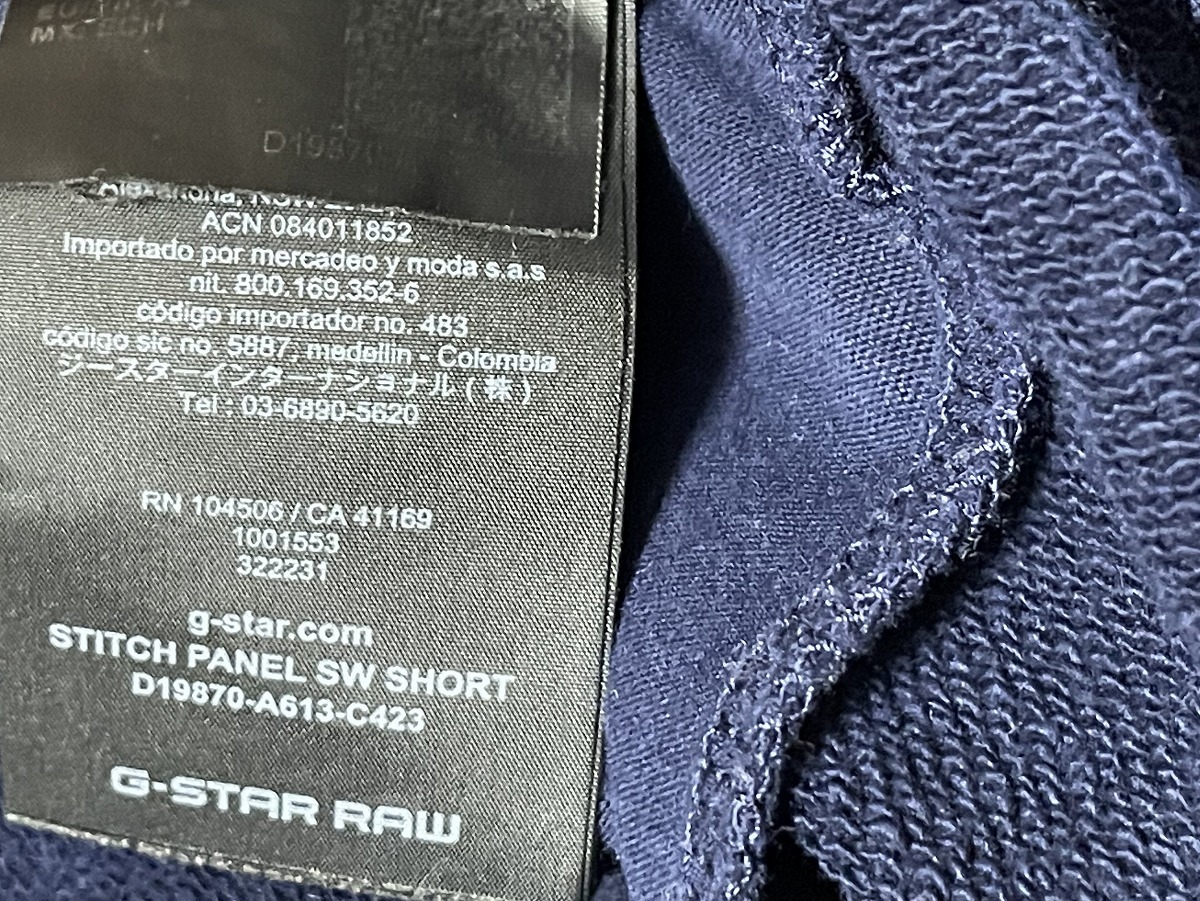 D19870
ACN 084011852
Importado por mercadeo y moda s.a.s
nit. 800.169.352-6
código importador no. 483
código sic no. 5887, medellin - Colombia
ジースターインターナショナル(株)
Tel : 03-6890-5620
RN 104506 / CA 41169
1001553
322231
g-star.com
STITCH PANEL SW SHORT
D19870-A613-C423
G-STAR RAW